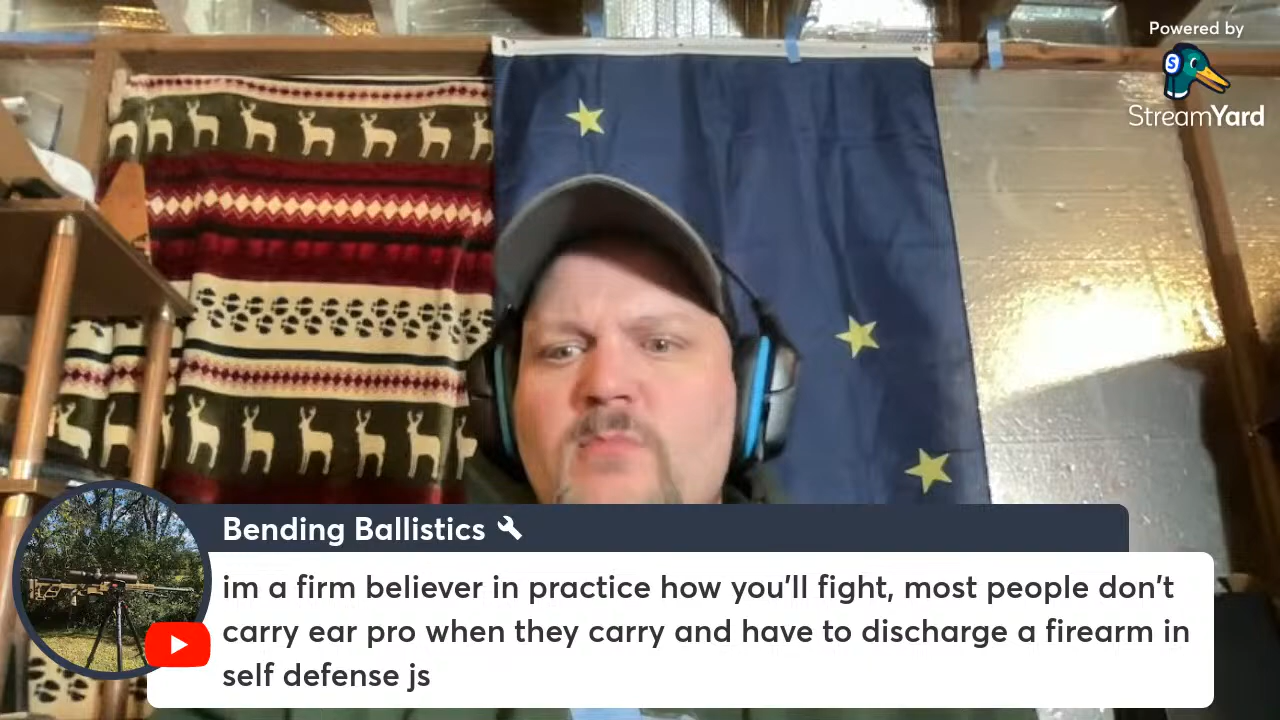 Powered by
S
StreamYard
Bending Ballistics
im a firm believer in practice how you'll fight, most people don't
carry ear pro when they carry and have to discharge a firearm in
self defense js